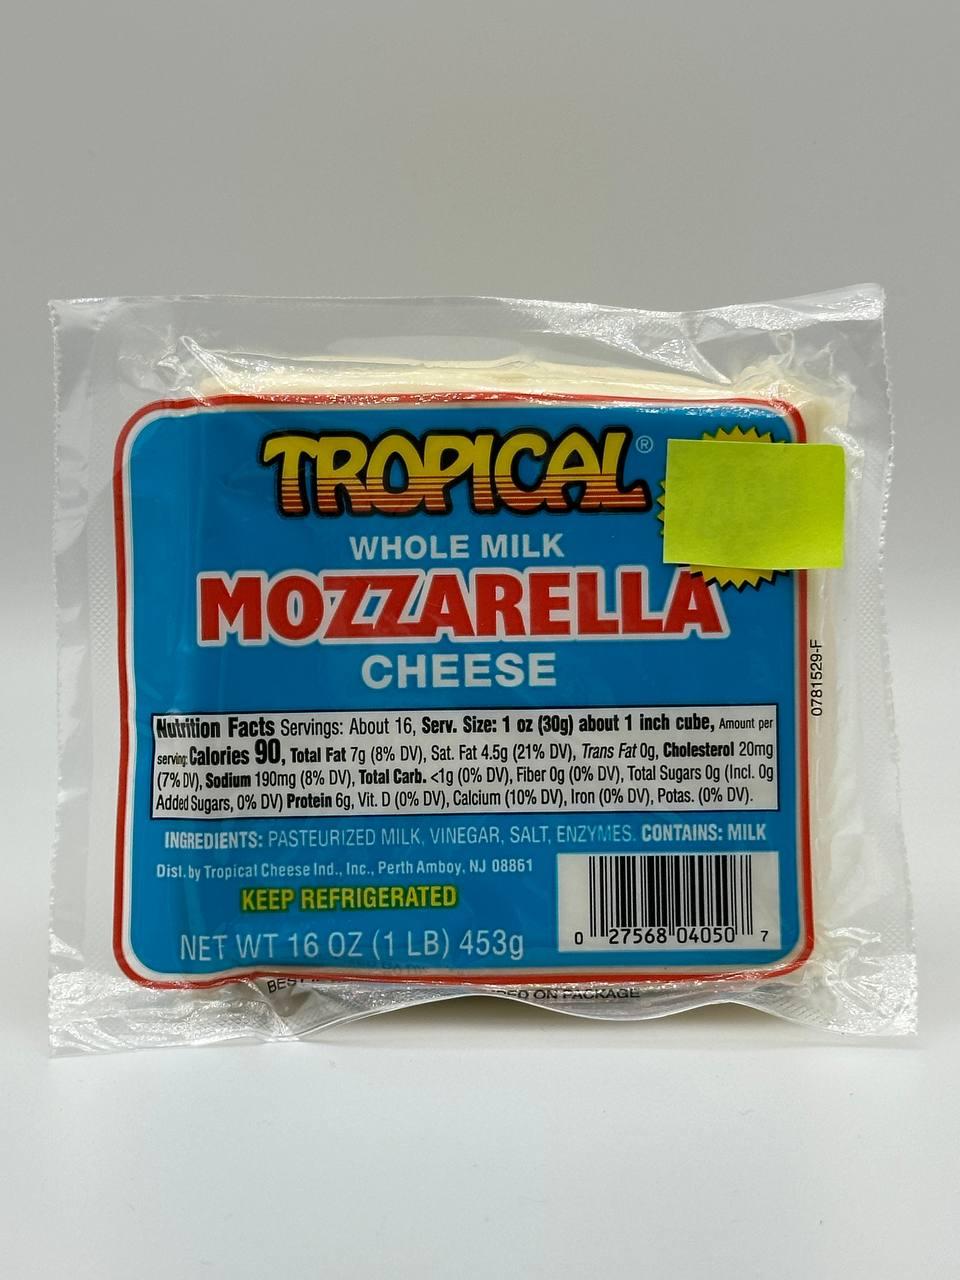 TROPICAL®
WHOLE MILK
MOZZARELLA
CHEESE
Nutrition Facts Servings: About 16, Serv. Size: 1 oz (30g) about 1 inch cube, Amount per
serving: Calories 90, Total Fat 7g (8% DV), Sat. Fat 4.5g (21% DV), Trans Fat 0g, Cholesterol 20mg
(7% DV), Sodium 190mg (8% DV), Total Carb. <1g (0% DV), Fiber 0g (0% DV), Total Sugars 0g (Incl. 0g
Added Sugars, 0% DV) Protein 6g, Vit. D (0% DV), Calcium (10% DV), Iron (0% DV), Potas. (0% DV).
INGREDIENTS: PASTEURIZED MILK, VINEGAR, SALT, ENZYMES. CONTAINS: MILK
Dist. by Tropical Cheese Ind., Inc., Perth Amboy, NJ 08861
KEEP REFRIGERATED
NET WT 16 OZ (1 LB) 453g
0 27568 04050 7
0781529-F
ON PACKAGE